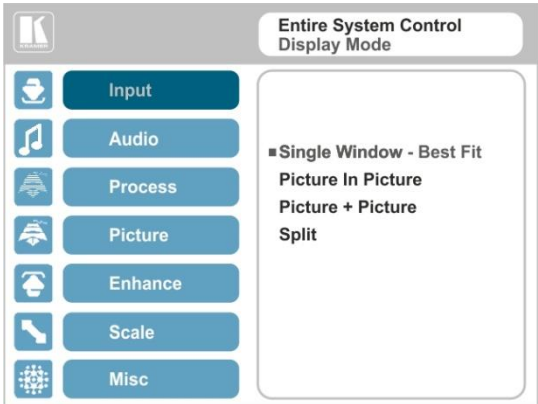 KRAMER
Entire System Control
Display Mode
Input
Audio
Process
Picture
Enhance
Scale
Misc
Single Window - Best Fit
Picture In Picture
Picture + Picture
Split